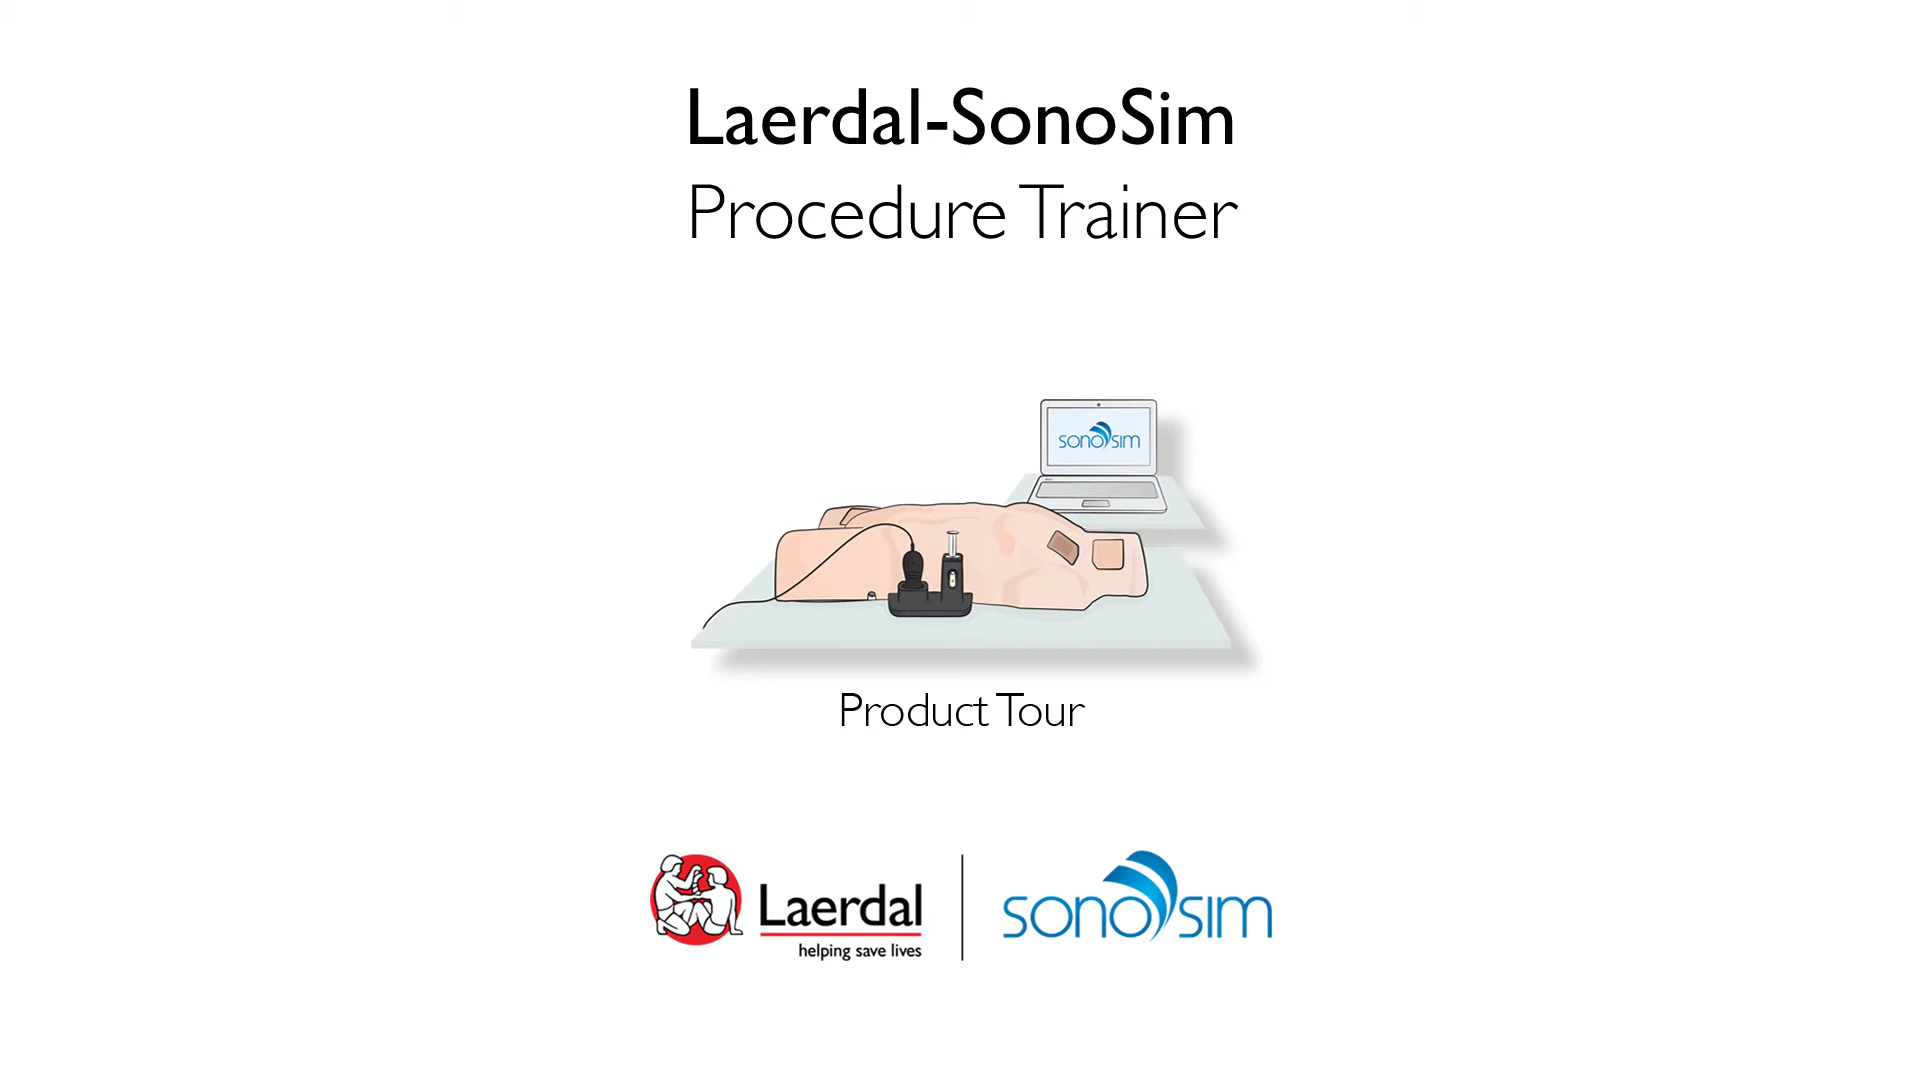 Laerdal-SonoSim
Procedure Trainer
sonosim
Product Tour
Laerdal
helping save lives
sonosim